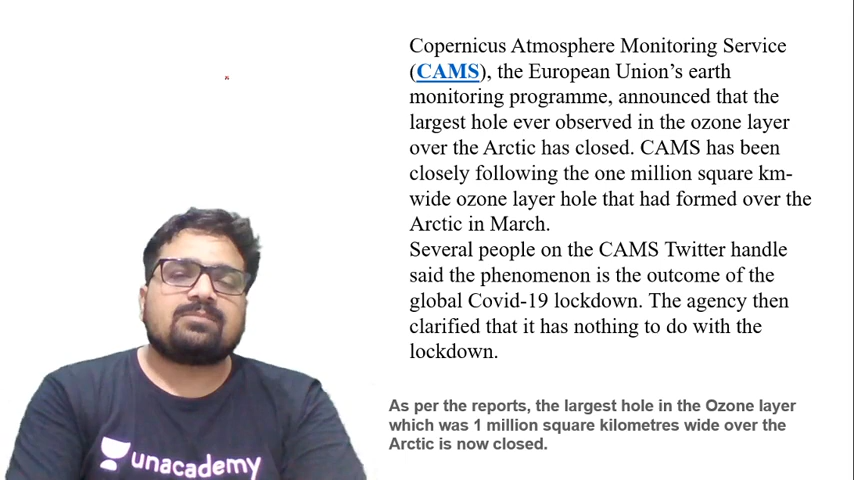 Copernicus Atmosphere Monitoring Service
(CAMS), the European Union’s earth
monitoring programme, announced that the
largest hole ever observed in the ozone layer
over the Arctic has closed. CAMS has been
closely following the one million square km-
wide ozone layer hole that had formed over the
Arctic in March.
Several people on the CAMS Twitter handle
said the phenomenon is the outcome of the
global Covid-19 lockdown. The agency then
clarified that it has nothing to do with the
lockdown.
As per the reports, the largest hole in the Ozone layer
which was 1 million square kilometres wide over the
Arctic is now closed.
unacademy